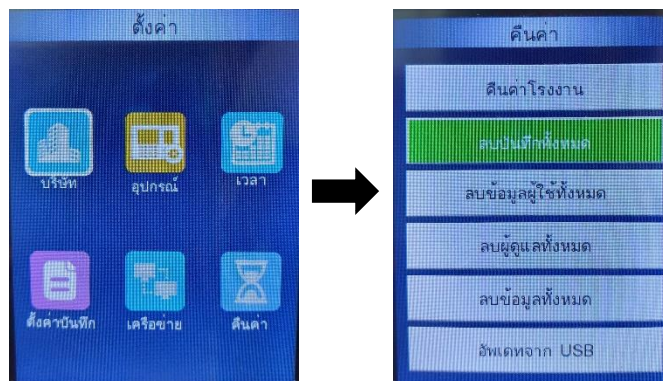 ตั้งค่า
บริษัท
อุปกรณ์
เวลา
ตั้งค่าบันทึก
เครือข่าย
คืนค่า
คืนค่า
คืนค่าโรงงาน
ลบบันทึกทั้งหมด
ลบข้อมูลผู้ใช้ทั้งหมด
ลบผู้ดูแลทั้งหมด
ลบข้อมูลทั้งหมด
อัพเดทจาก USB